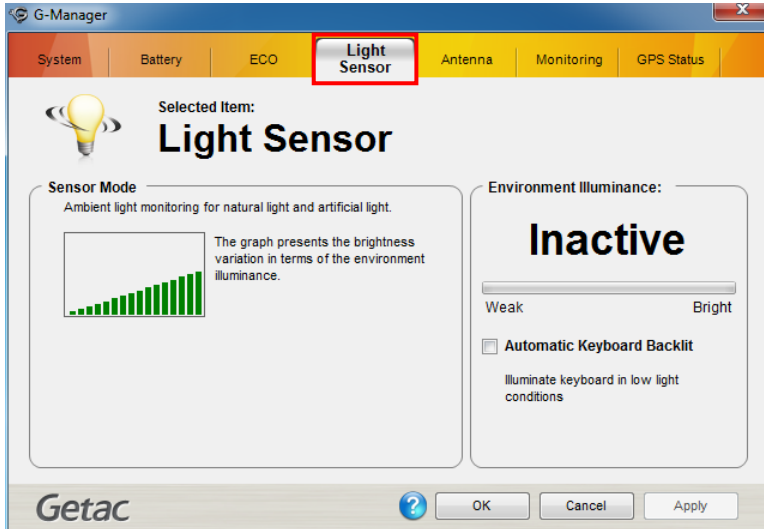 G-Manager
System Battery ECO Light Sensor Antenna Monitoring GPS Status
Selected Item:
Light Sensor
Sensor Mode
Ambient light monitoring for natural light and artificial light.
The graph presents the brightness
variation in terms of the environment
illuminance.
Environment Illuminance:
Inactive
Weak Bright
Automatic Keyboard Backlit
Illuminate keyboard in low light
conditions
Getac ? OK Cancel Apply